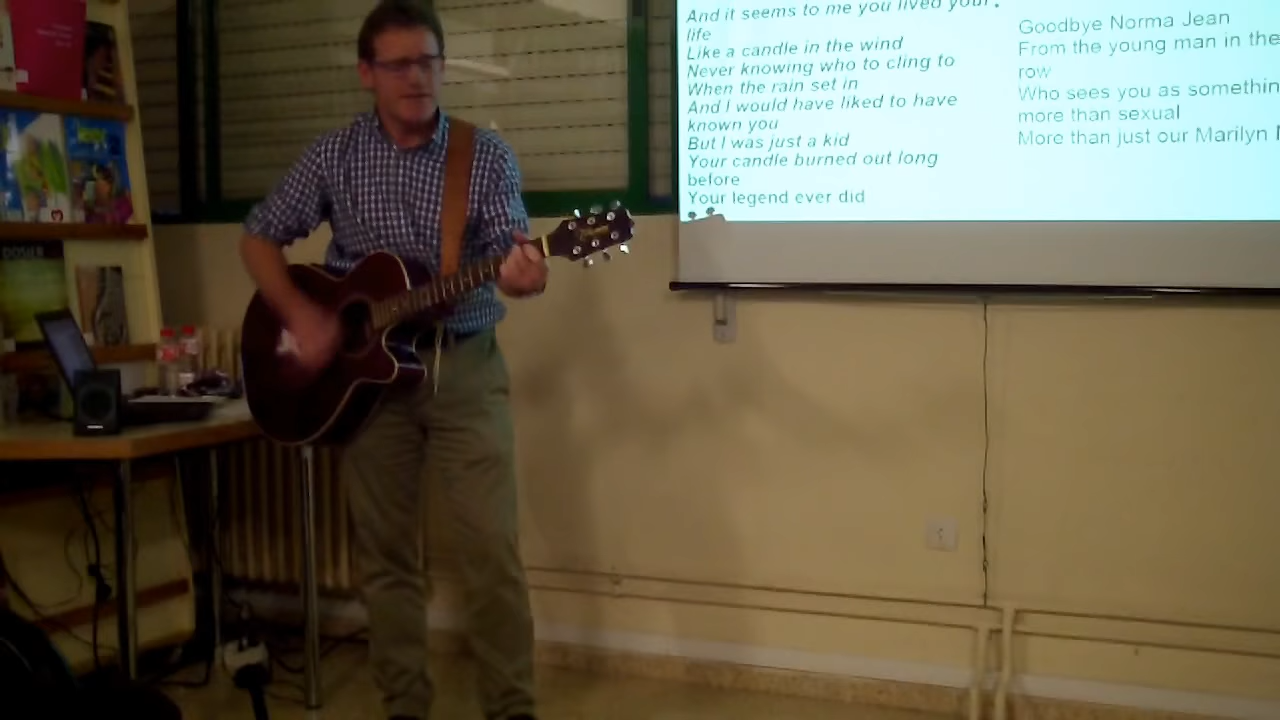 And it seems to me you lived your
life
Like a candle in the wind
Never knowing who to cling to
When the rain set in
And I would have liked to have
known you
But I was just a kid
Your candle burned out long
before
Your legend ever did
Goodbye Norma Jean
From the young man in the
row
Who sees you as somethin
more than sexual
More than just our Marilyn
DOSIER